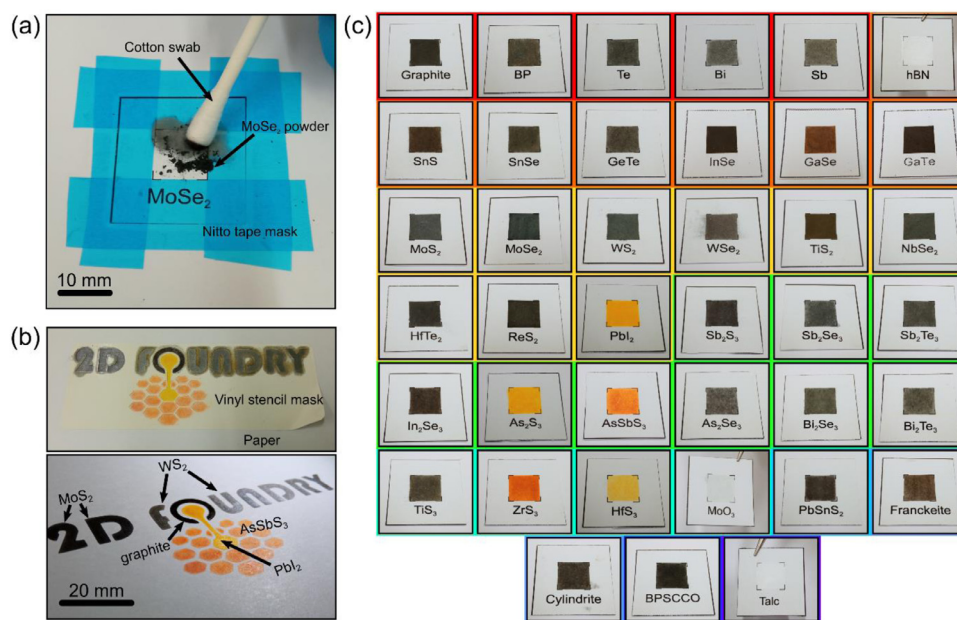 (a)
Cotton swab
MoSe₂ powder
MoSe₂
Nitto tape mask
10 mm
(b)
2D FOUNDRY
Vinyl stencil mask
Paper
WS₂
MoS₂
2D FOUNDRY
AsSbS₃
graphite
PbI₂
20 mm
(c)
Graphite BP Te Bi Sb hBN
SnS SnSe GeTe InSe GaSe GaTe
MoS₂ MoSe₂ WS₂ WSe₂ TiS₂ NbSe₂
HfTe₂ ReS₂ PbI₂ Sb₂S₃ Sb₂Se₃ Sb₂Te₃
In₂Se₃ As₂S₃ AsSbS₃ As₂Se₃ Bi₂Se₃ Bi₂Te₃
TiS₃ ZrS₃ HfS₃ MoO₃ PbSnS₂ Franckeite
Cylindrite BPSCCO Talc